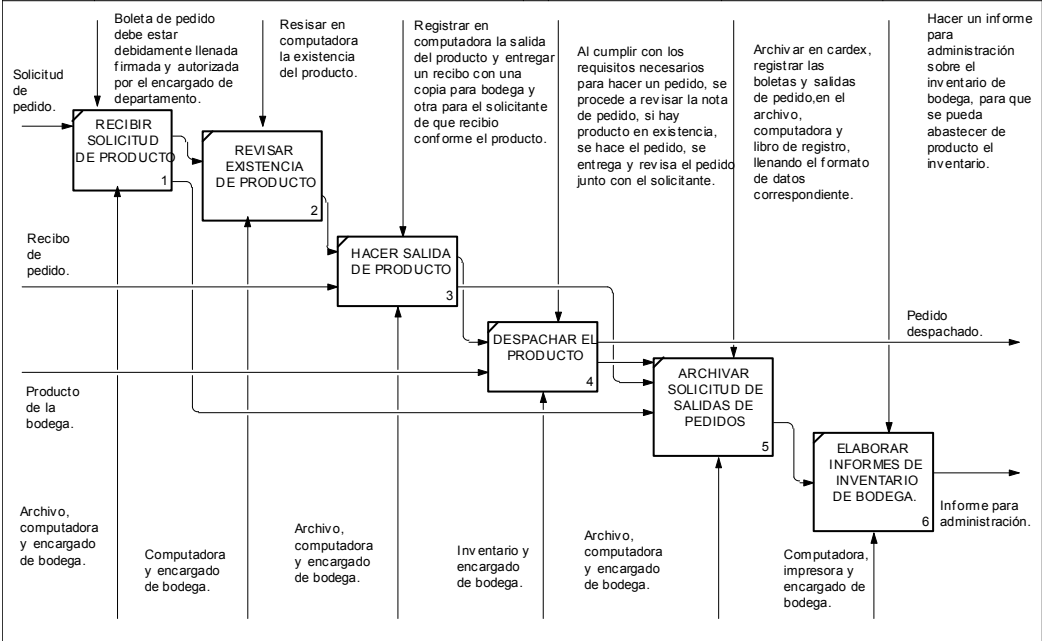 Boleta de pedido
debe estar
debidamente llenada
firmada y autorizada
por el encargado de
departamento.
Resisar en
computadora
la existencia
del producto.
Registrar en
computadora la salida
del producto y entregar
un recibo con una
copia para bodega y
otra para el solicitante
de que recibio
conforme el producto.
Al cumplir con los
requisitos necesarios
para hacer un pedido, se
procede a revisar la nota
de pedido, si hay
producto en existencia,
se hace el pedido, se
entrega y revisa el pedido
junto con el solicitante.
Archivar en cardex,
registrar las
boletas y salidas
de pedido,en el
archivo,
computadora y
libro de registro,
llenando el formato
de datos
correspondiente.
Hacer un informe
para
administración
sobre el
inventario de
bodega, para que
se pueda
abastecer de
producto el
inventario.
Solicitud
de
pedido.
RECIBIR
SOLICITUD
DE PRODUCTO
1
REVISAR
EXISTENCIA
DE PRODUCTO
2
Recibo
de
pedido.
HACER SALIDA
DE PRODUCTO
3
Pedido
despachado.
DESPACHAR EL
PRODUCTO
4
Producto
de la
bodega.
ARCHIVAR
SOLICITUD DE
SALIDAS DE
PEDIDOS
5
ELABORAR
INFORMES DE
INVENTARIO
DE BODEGA.
6
Informe para
administración.
Archivo,
computadora
y encargado
de bodega.
Computadora
y encargado
de bodega.
Archivo,
computadora
y encargado
de bodega.
Inventario y
encargado
de bodega.
Archivo,
computadora
y encargado
de bodega.
Computadora,
impresora y
encargado de
bodega.